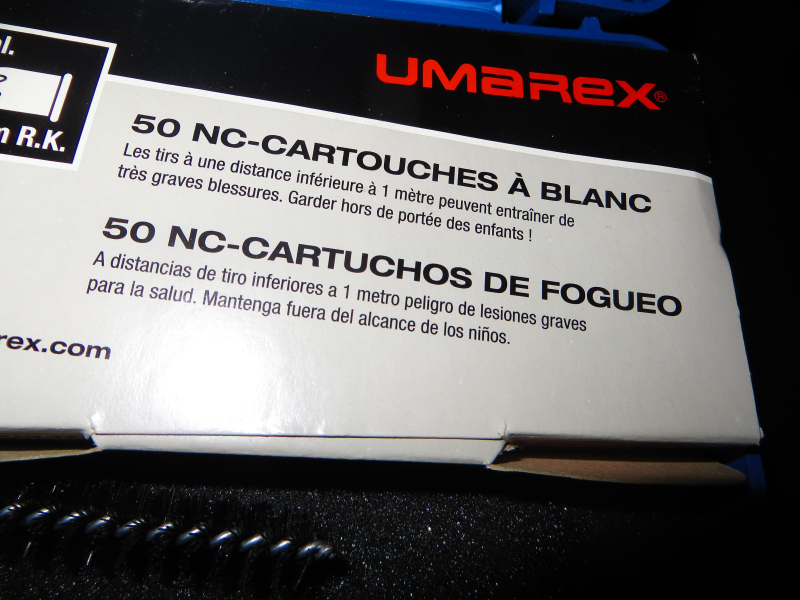 l.
R.K.
UMAREX®
50 NC-CARTOUCHES À BLANC
Les tirs à une distance inférieure à 1 mètre peuvent entraîner de
très graves blessures. Garder hors de portée des enfants !
50 NC-CARTUCHOS DE FOGUEO
A distancias de tiro inferiores a 1 metro peligro de lesiones graves
para la salud. Mantenga fuera del alcance de los niños.
rex.com